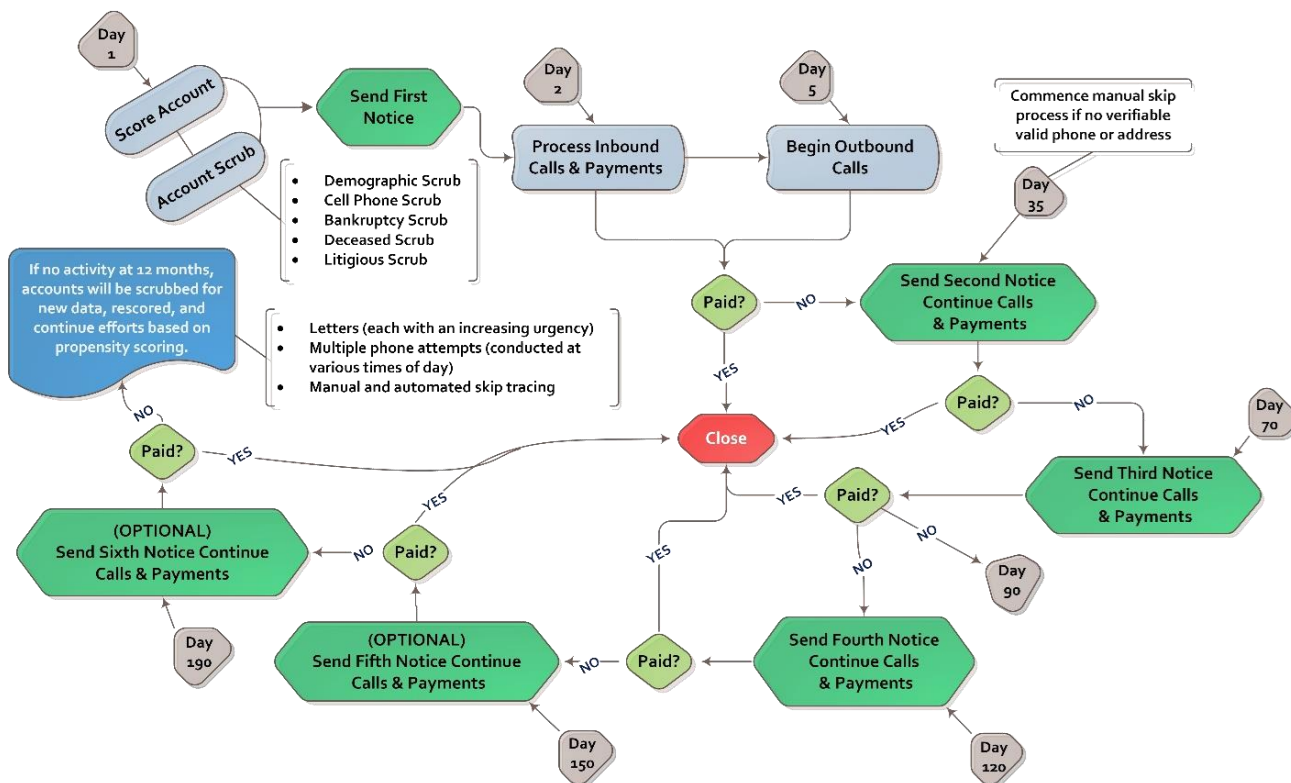 Day
1
Score Account
Account Scrub
Send First
Notice
Day
2
Process Inbound
Calls & Payments
Day
5
Begin Outbound
Calls
Commence manual skip
process if no verifiable
valid phone or address
Day
35
• Demographic Scrub
• Cell Phone Scrub
• Bankruptcy Scrub
• Deceased Scrub
• Litigious Scrub
If no activity at 12 months,
accounts will be scrubbed for
new data, rescored, and
continue efforts based on
propensity scoring.
• Letters (each with an increasing urgency)
• Multiple phone attempts (conducted at
various times of day)
• Manual and automated skip tracing
Paid?
NO
YES
Send Second Notice
Continue Calls
& Payments
Paid?
NO
YES
Close
Day
70
Send Third Notice
Continue Calls
& Payments
Paid?
YES
NO
NO
Day
90
Send Fourth Notice
Continue Calls
& Payments
Day
120
Paid?
YES
NO
(OPTIONAL)
Send Fifth Notice Continue
Calls & Payments
Day
150
Paid?
YES
NO
(OPTIONAL)
Send Sixth Notice Continue
Calls & Payments
Day
190
Paid?
YES
NO